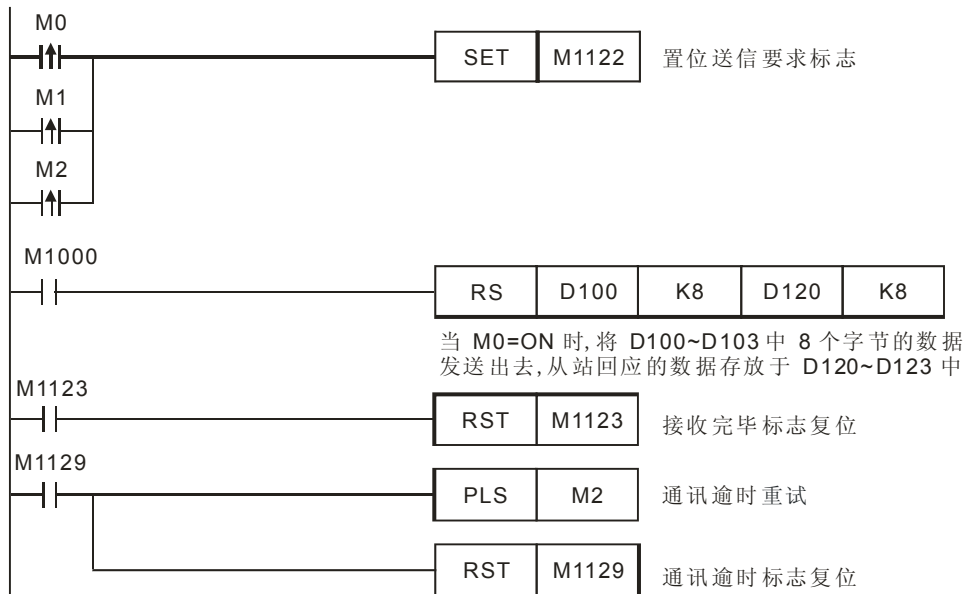 M0
SET M1122 置位送信要求标志
M1
M2
M1000
RS D100 K8 D120 K8
当 M0=ON 时,将 D100~D103 中 8 个字节的数据
发送出去,从站回应的数据存放于 D120~D123 中
M1123
RST M1123 接收完毕标志复位
M1129
PLS M2 通讯逾时重试
RST M1129 通讯逾时标志复位